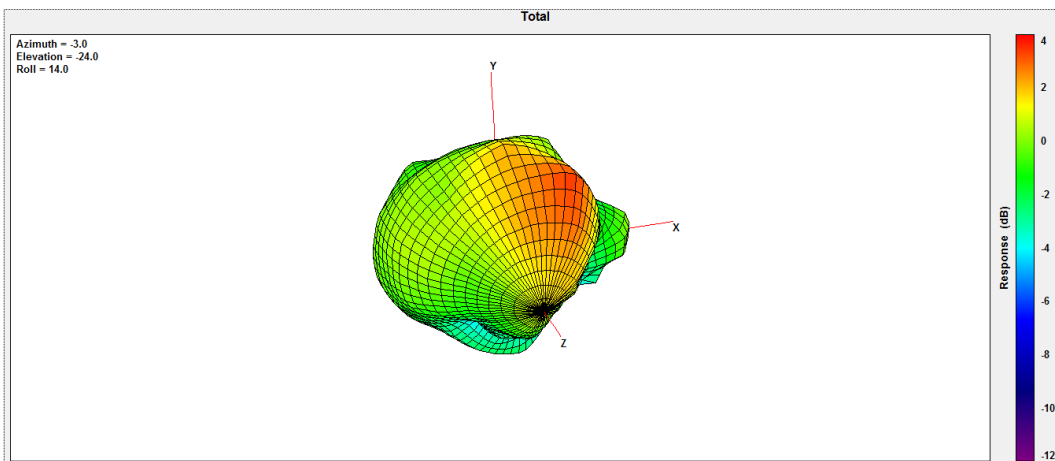 Total
Azimuth = -3.0
Elevation = -24.0
Roll = 14.0
Y
X
Z
4
2
0
-2
-4
-6
-8
-10
-12
Response (dB)